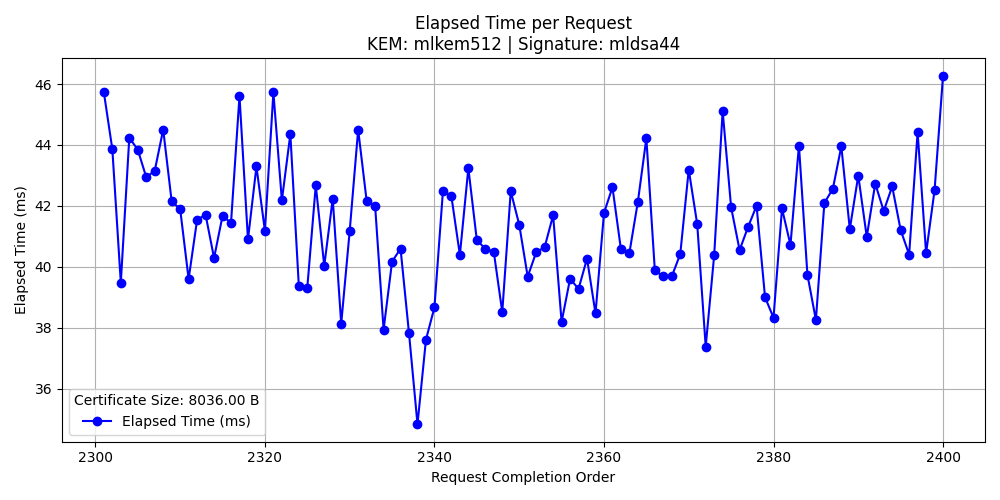 Elapsed Time per Request
KEM: mlkem512 | Signature: mldsa44
Elapsed Time (ms)
46
44
42
40
38
36
Certificate Size: 8036.00 B
Elapsed Time (ms)
2300 2320 2340 2360 2380 2400
Request Completion Order